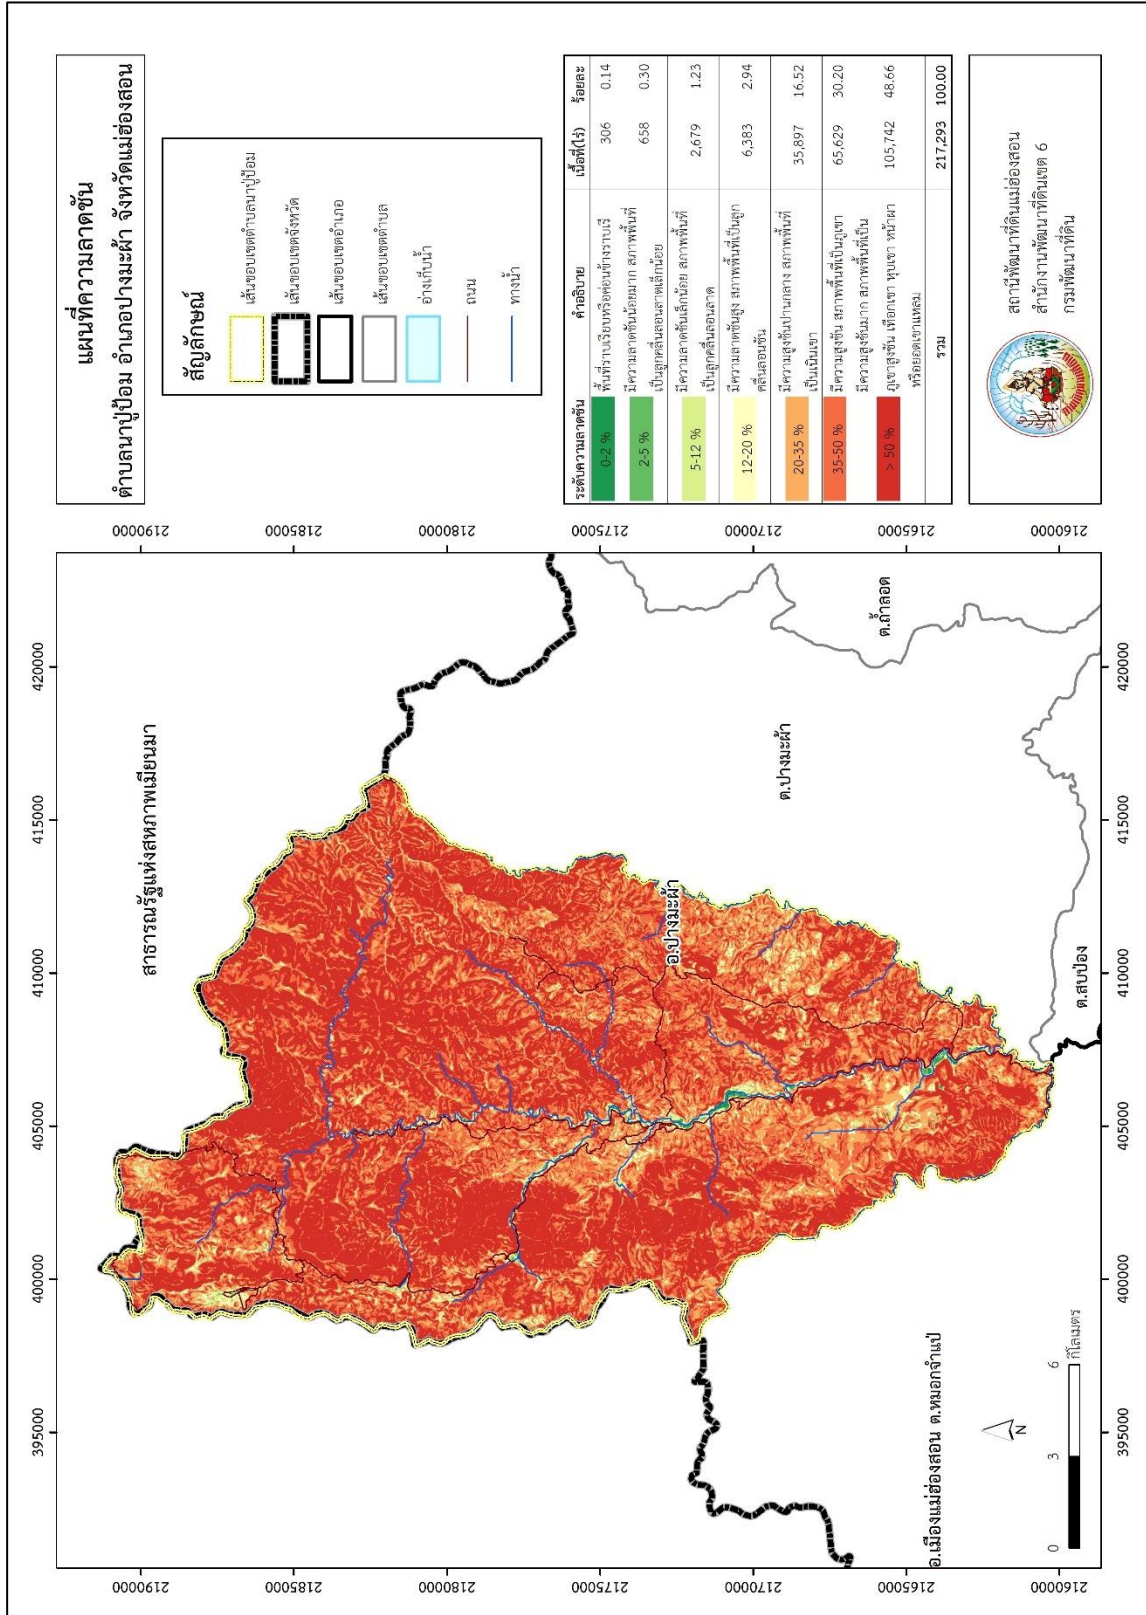 แผนที่ความลาดชัน
ตำบลนาปู่ป้อม อำเภอปางมะผ้า จังหวัดแม่ฮ่องสอน
สัญลักษณ์
เส้นขอบเขตตำบลนาปู่ป้อม
เส้นขอบเขตจังหวัด
เส้นขอบเขตอำเภอ
เส้นขอบเขตตำบล
อ่างเก็บน้ำ
ถนน
ทางน้ำ
ระดับความลาดชัน คำอธิบาย เนื้อที่(ไร่) ร้อยละ
0-2 % พื้นที่ราบเรียบหรือค่อนข้างราบเรี 306 0.14
2-5 % มีความลาดชันน้อยมาก สภาพพื้นที่ 658 0.30
เป็นลูกคลื่นลอนลาดเล็กน้อย
5-12 % มีความลาดชันเล็กน้อย สภาพพื้นที่ 2,679 1.23
เป็นลูกคลื่นลอนลาด
12-20 % มีความลาดชันสูง สภาพพื้นที่เป็นลูก 6,383 2.94
คลื่นลอนชัน
20-35 % มีความสูงชันปานกลาง สภาพพื้นที่ 35,897 16.52
เป็นเนินเขา
35-50 % มีความสูงชัน สภาพพื้นที่เป็นภูเขา 65,629 30.20
มีความสูงชันมาก สภาพพื้นที่เป็น
> 50 % ภูเขาสูงชัน เทือกเขา หุบเขา หน้าผา 105,742 48.66
หรือยอดเขาแหลม
รวม 217,293 100.00
สถานีพัฒนาที่ดินแม่ฮ่องสอน
สำนักงานพัฒนาที่ดินเขต 6
กรมพัฒนาที่ดิน
395000 400000 405000 410000 415000 420000
2190000 2190000
2185000 2185000
2180000 2180000
2175000 2175000
2170000 2170000
2165000 2165000
2160000 2160000
395000 400000 405000 410000 415000 420000
สาธารณรัฐแห่งสหภาพเมียนมา
อ.ปางมะผ้า
ต.ปางมะผ้า
ต.ถ้ำลอด
ต.สบป่อง
อ.เมืองแม่ฮ่องสอน ต.หมอกจำแป่
N
0 3 6
กิโลเมตร